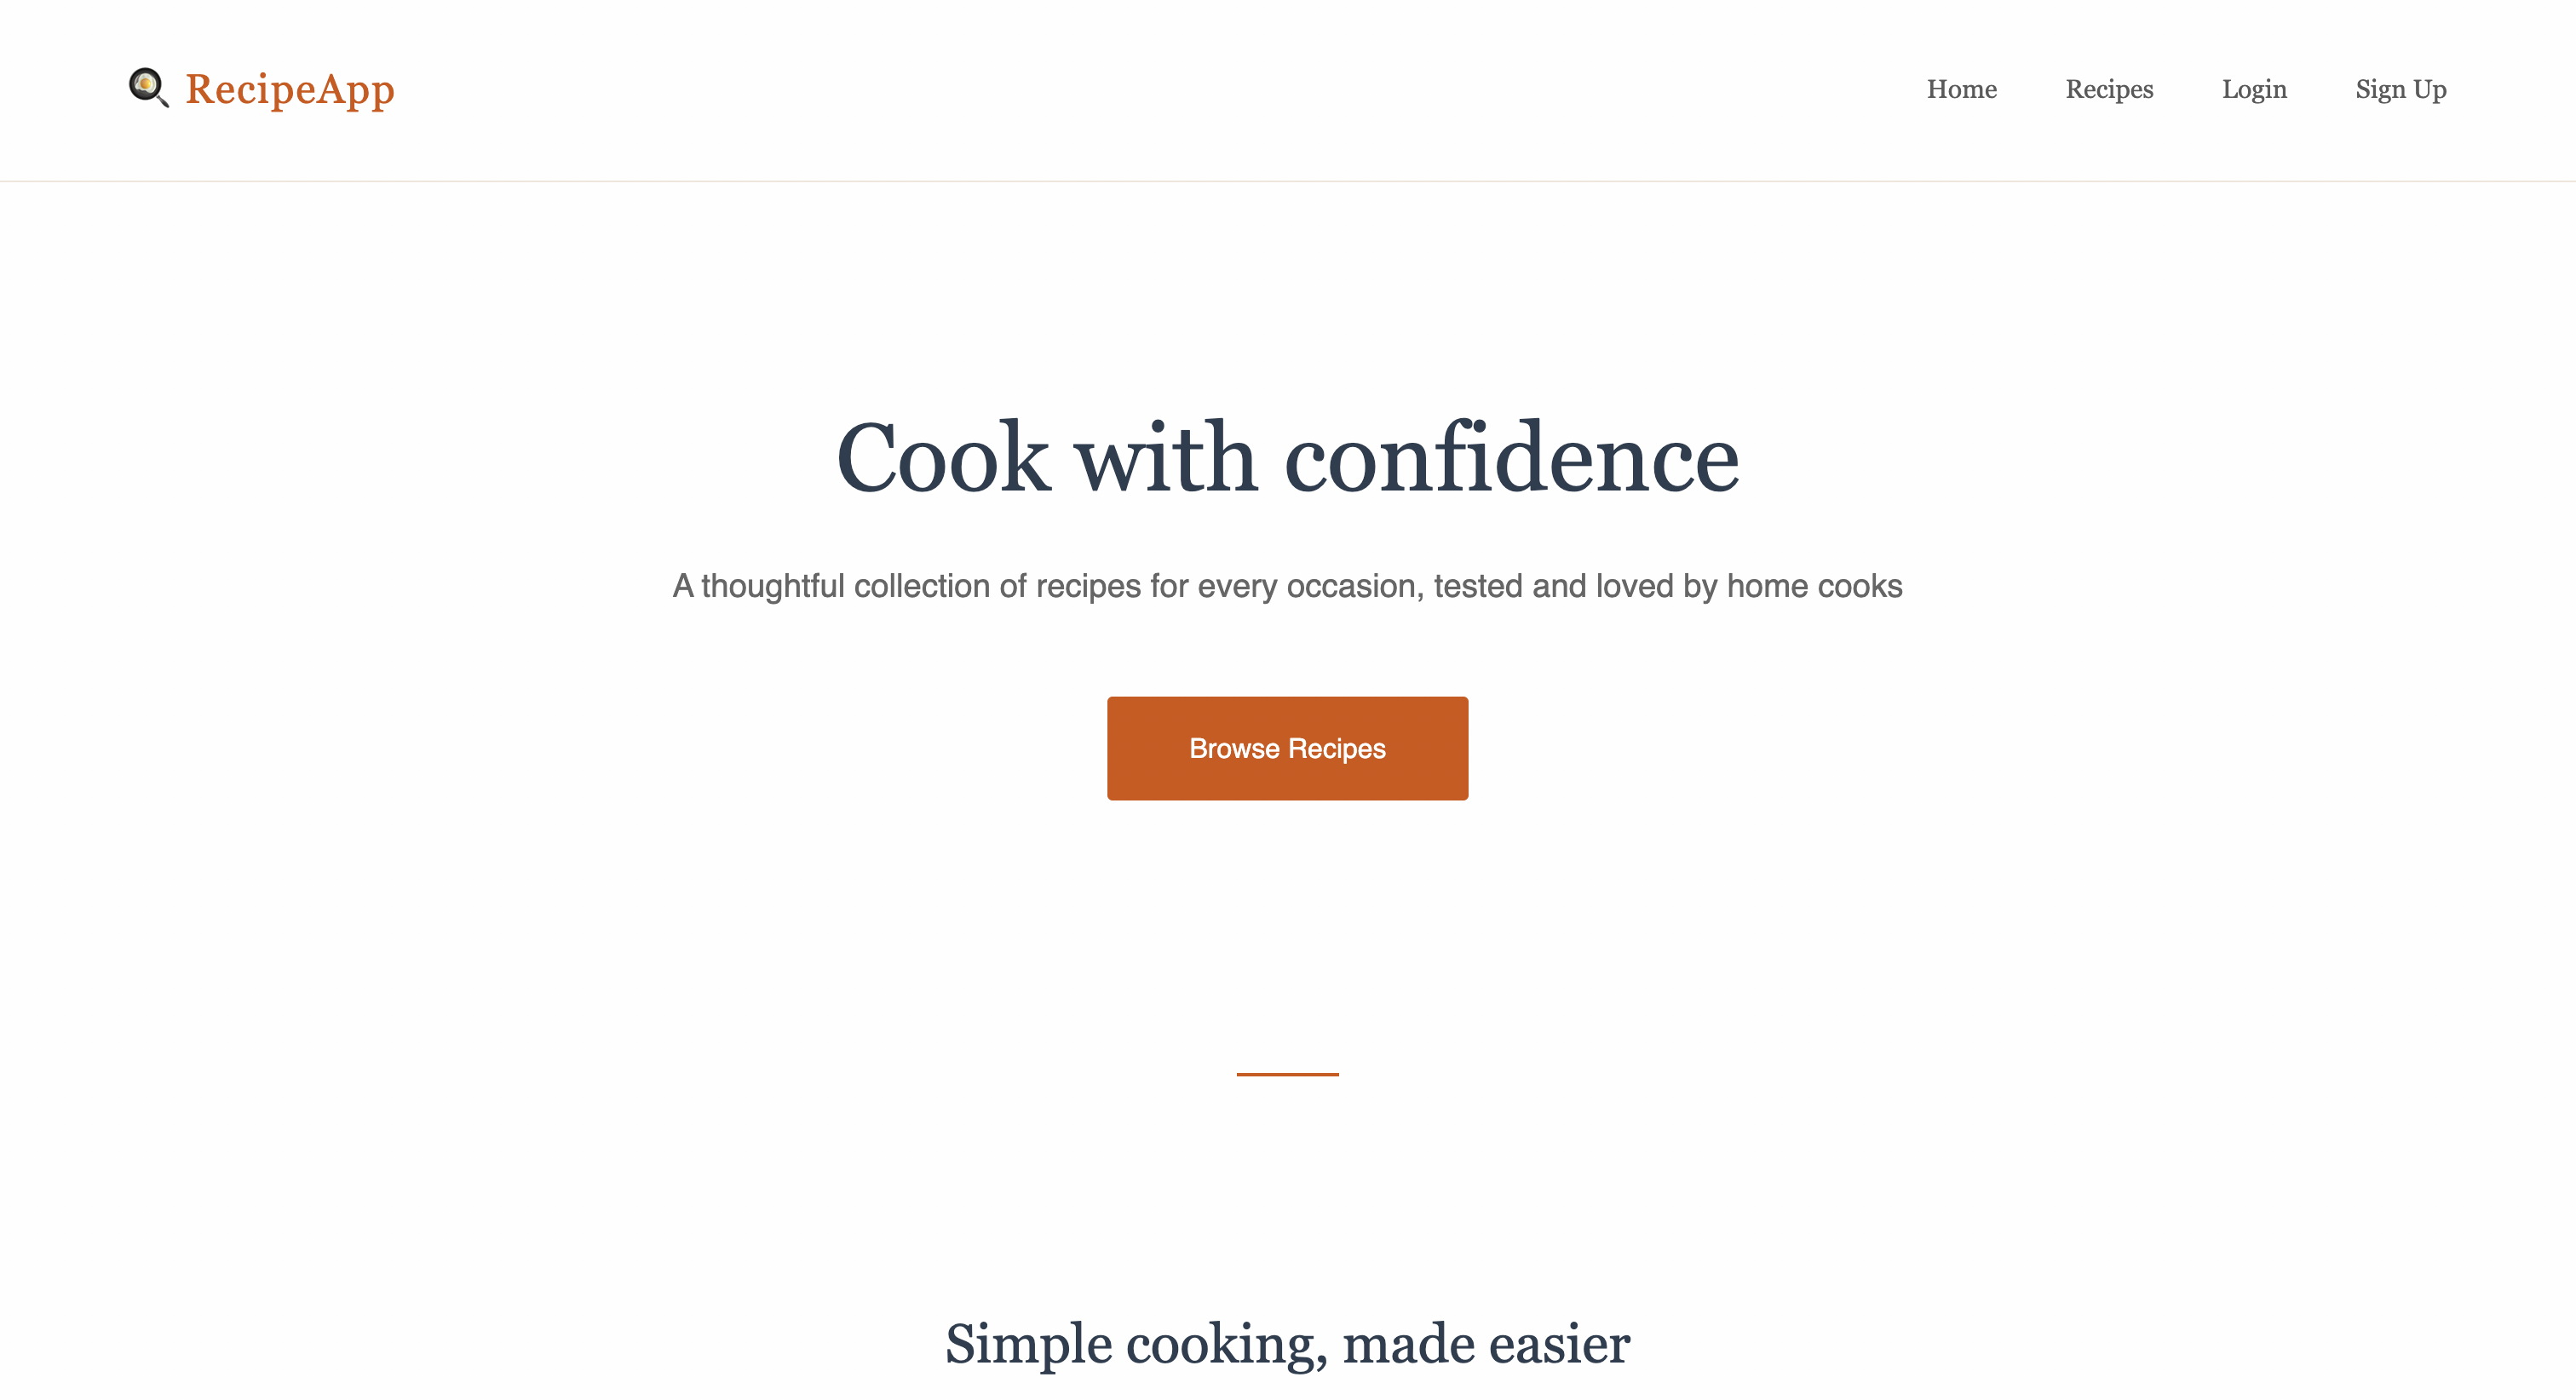 RecipeApp
Home Recipes Login Sign Up
Cook with confidence
A thoughtful collection of recipes for every occasion, tested and loved by home cooks
Browse Recipes
Simple cooking, made easier